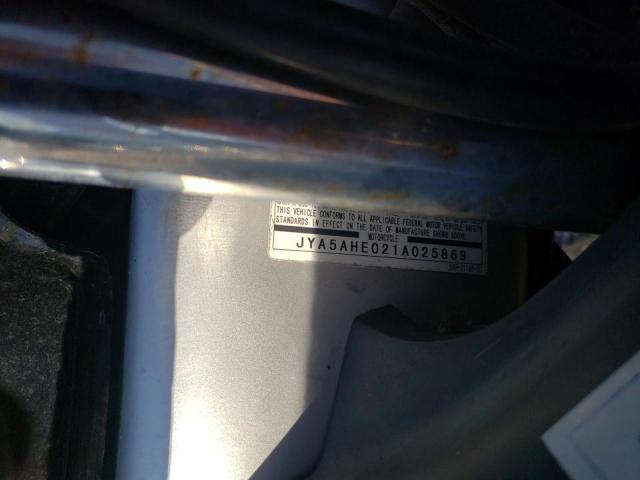 THIS VEHICLE CONFORMS TO ALL APPLICABLE FEDERAL MOTOR VEHICLE SAFETY
STANDARDS IN EFFECT ON THE DATE OF MANUFACTURE SHOWN ABOVE.
MOTORCYCLE
JYA5AHE021A025869